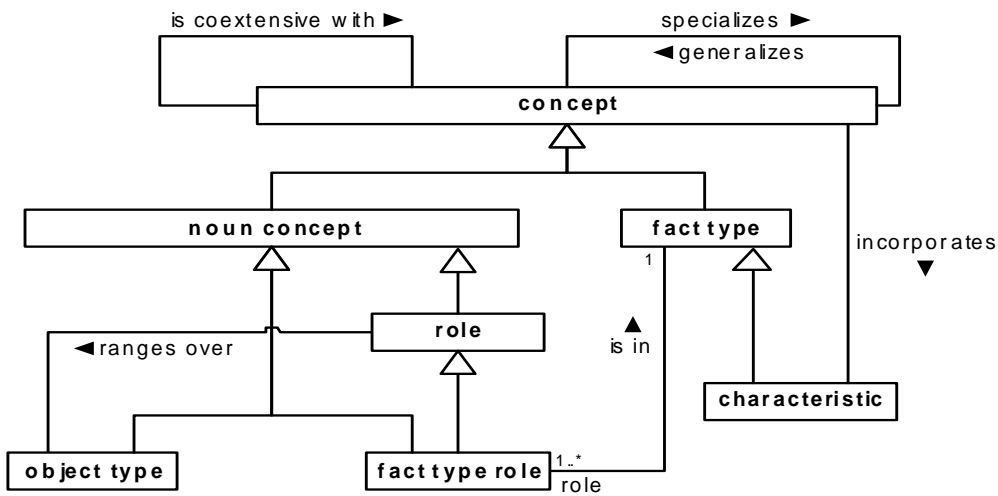 is coextensive with ►
specializes ►
◄ generalizes
concept
noun concept
fact type
incorporates
▼
1
role
▲
is in
◄ ranges over
characteristic
object type
fact type role
1..*
role